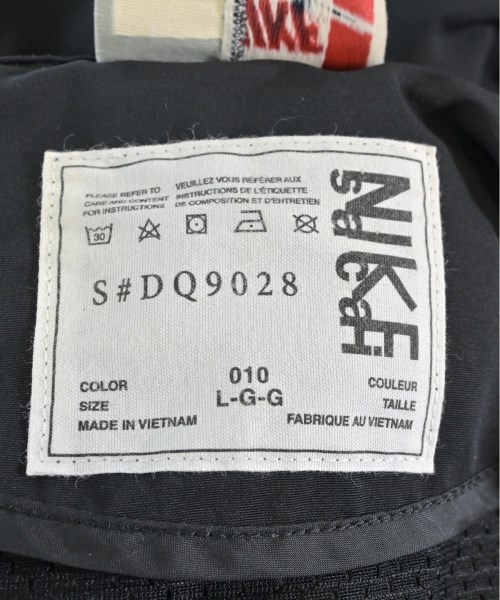 PLEASE REFER TO
CARE AND CONTENT
FOR INSTRUCTIONS
VEUILLEZ VOUS RÉFÉRER AUX
INSTRUCTIONS DE L'ÉTIQUETTE
DE COMPOSITION ET D'ENTRETIEN
30
S#DQ9028
NIKE
sacai
COLOR 010 COULEUR
SIZE L-G-G TAILLE
MADE IN VIETNAM FABRIQUE AU VIETNAM